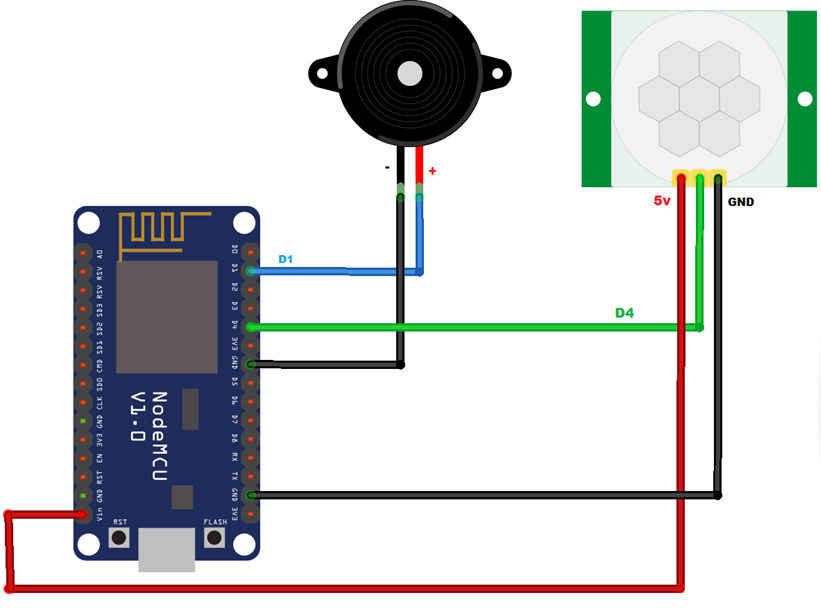 -
+
5v
GND
D1
D4
A0
RSV
RSV
SD3
SD2
SD1
CMD
SD0
CLK
GND
3V3
EN
RST
GND
Vin
D0
D1
D2
D3
D4
3V3
GND
D5
D6
D7
D8
RX
TX
GND
3V3
NodeMCU
V1.0
RST
FLASH